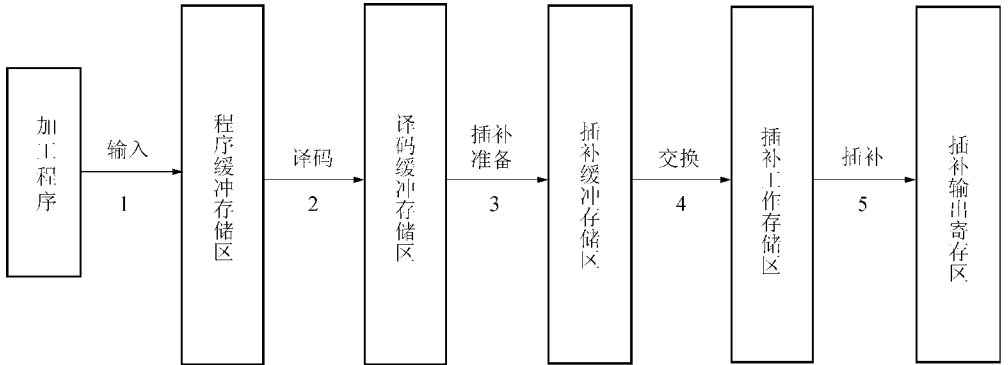 加工程序
输入
1
程序缓冲存储区
译码
2
译码缓冲存储区
插补
准备
3
插补缓冲存储区
交换
4
插补工作存储区
插补
5
插补输出寄存区